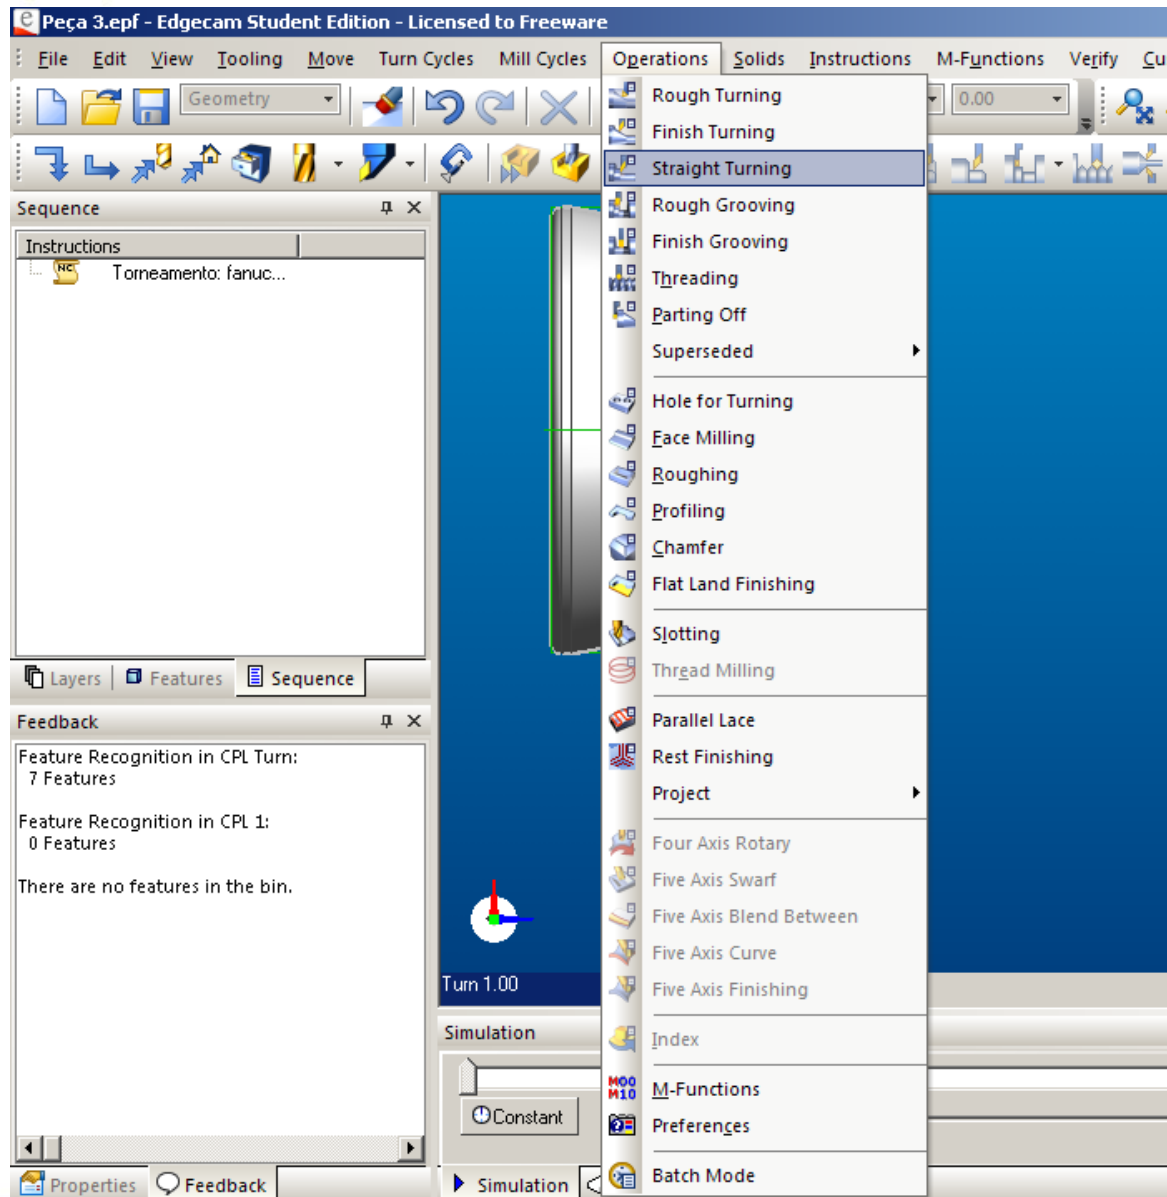 Peça 3.epf - Edgecam Student Edition - Licensed to Freeware
File Edit View Tooling Move Turn Cycles Mill Cycles Operations Solids Instructions M-Functions Verify Cu
Geometry
0.00
Rough Turning
Finish Turning
Straight Turning
Rough Grooving
Finish Grooving
Threading
Parting Off
Superseded
Hole for Turning
Face Milling
Roughing
Profiling
Chamfer
Flat Land Finishing
Slotting
Thread Milling
Parallel Lace
Rest Finishing
Project
Four Axis Rotary
Five Axis Swarf
Five Axis Blend Between
Five Axis Curve
Five Axis Finishing
Index
M00
M10
M-Functions
Preferences
Batch Mode
Sequence
Instructions
NC
Torneamento: fanuc...
Layers Features Sequence
Feedback
Feature Recognition in CPL Turn:
7 Features
Feature Recognition in CPL 1:
0 Features
There are no features in the bin.
Properties Feedback
Turn 1.00
Simulation
Constant
Simulation